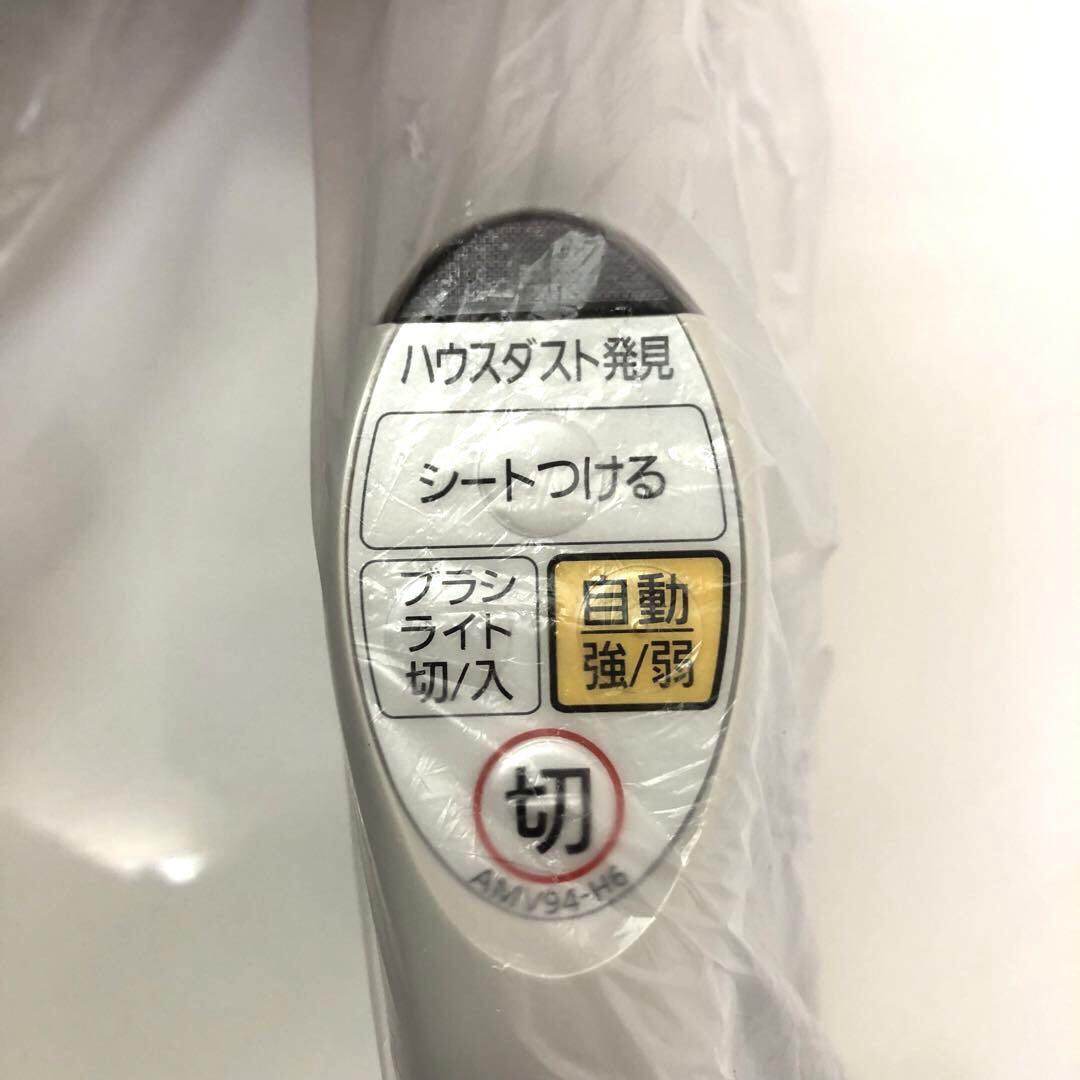 ハウスダスト発見
シートつける
ブラシ
ライト
切/入
自動
強/弱
切
AMV94-H6